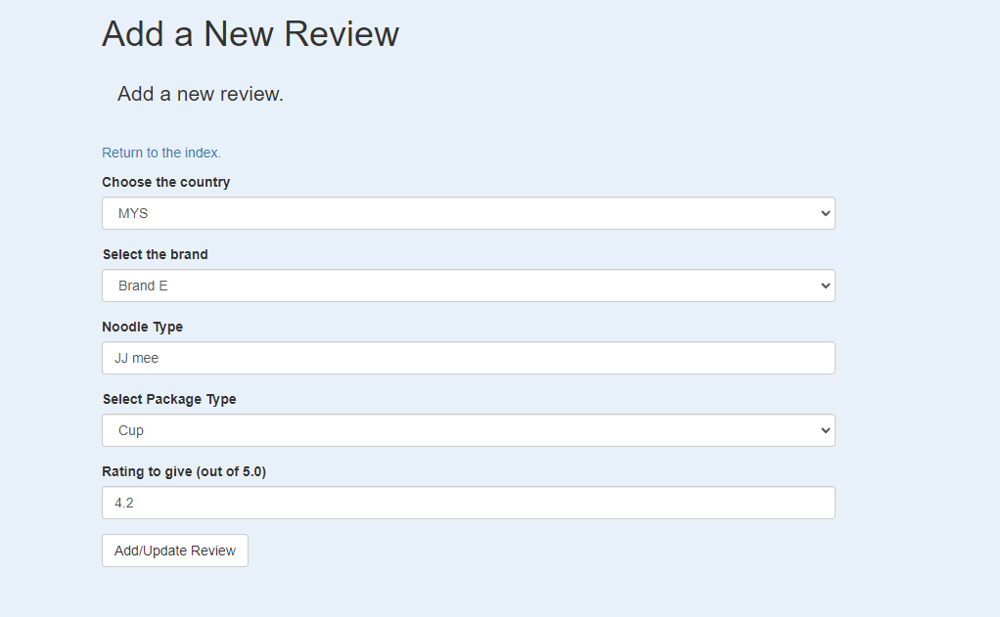 Add a New Review
Add a new review.
Return to the index.
Choose the country
MYS
Select the brand
Brand E
Noodle Type
JJ mee
Select Package Type
Cup
Rating to give (out of 5.0)
4.2
Add/Update Review